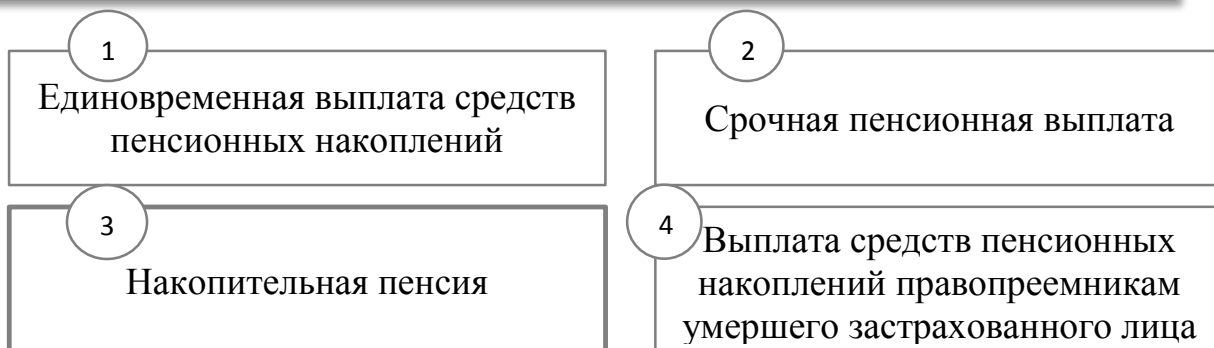 1
Единовременная выплата средств
пенсионных накоплений
2
Срочная пенсионная выплата
3
Накопительная пенсия
4
Выплата средств пенсионных
накоплений правопреемникам
умершего застрахованного лица